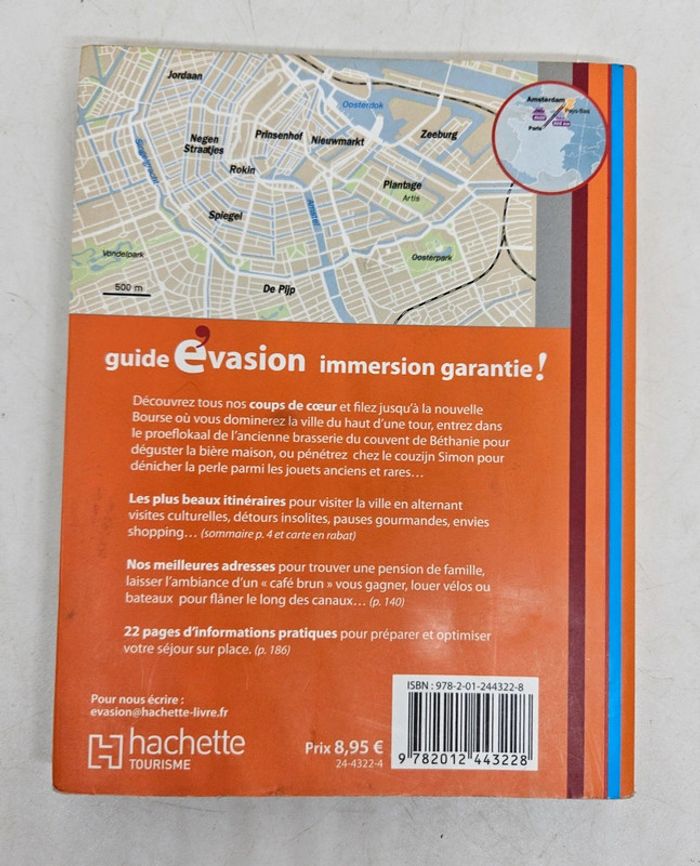 Jordaan
Oosterdok
Negen
Straatjes
Prinsenhof
Nieuwmarkt
Zeeburg
Rokin
Plantage
Artis
Singelgracht
Amstel
Spiegel
Vondelpark
Oosterpark
500 m
De Pijp
Amsterdam
Pays-Bas
Paris
guide e'vasion immersion garantie !
Découvrez tous nos coups de cœur et filez jusqu'à la nouvelle
Bourse où vous dominerez la ville du haut d'une tour, entrez dans
le proeflokaal de l'ancienne brasserie du couvent de Béthanie pour
déguster la bière maison, ou pénétrez chez le couzijn Simon pour
dénicher la perle parmi les jouets anciens et rares…
Les plus beaux itinéraires pour visiter la ville en alternant
visites culturelles, détours insolites, pauses gourmandes, envies
shopping… (sommaire p. 4 et carte en rabat)
Nos meilleures adresses pour trouver une pension de famille,
laisser l'ambiance d'un « café brun » vous gagner, louer vélos ou
bateaux pour flâner le long des canaux… (p. 140)
22 pages d'informations pratiques pour préparer et optimiser
votre séjour sur place. (p. 186)
Pour nous écrire :
evasion@hachette-livre.fr
hachette
TOURISME
Prix 8,95 €
24-4322-4
ISBN : 978-2-01-244322-8
9 782012 443228